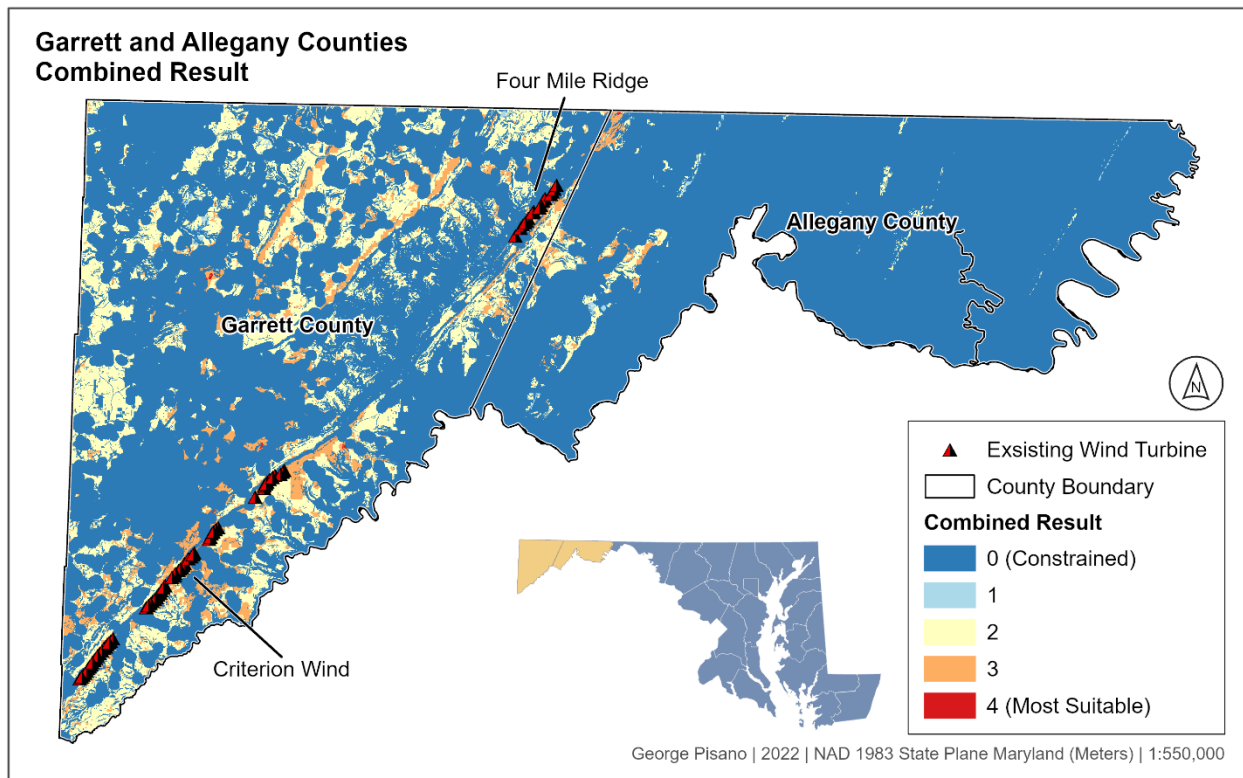 Garrett and Allegany Counties
Combined Result
Four Mile Ridge
Allegany County
Garrett County
N
Exsisting Wind Turbine
County Boundary
Combined Result
0 (Constrained)
1
2
3
4 (Most Suitable)
Criterion Wind
George Pisano | 2022 | NAD 1983 State Plane Maryland (Meters) | 1:550,000